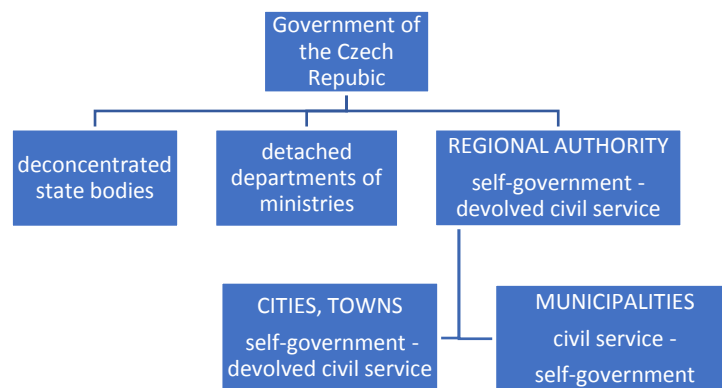 Government of
the Czech
Repubic
deconcentrated
state bodies
detached
departments of
ministries
REGIONAL AUTHORITY
self-government -
devolved civil service
CITIES, TOWNS
self-government -
devolved civil service
MUNICIPALITIES
civil service -
self-government